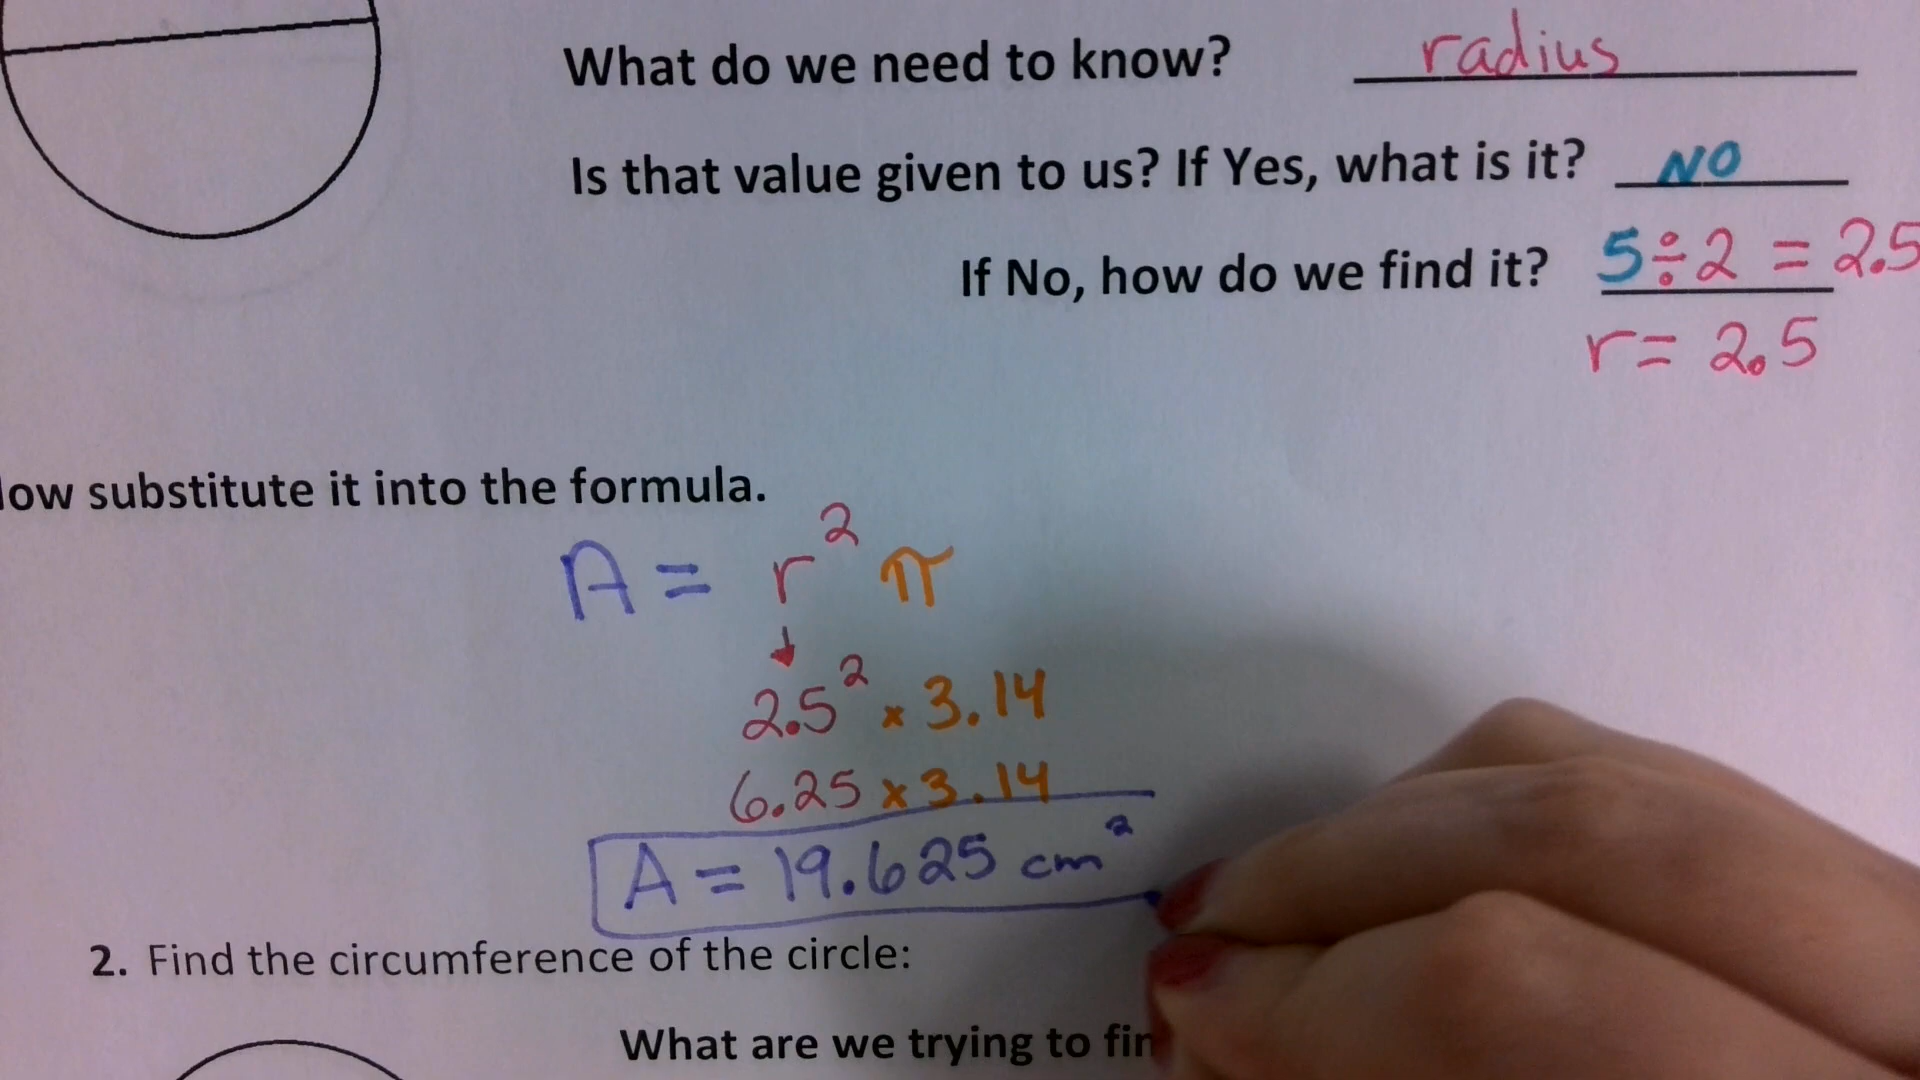 What do we need to know? radius
Is that value given to us? If Yes, what is it? NO
If No, how do we find it? 5÷2 = 2.5
r= 2.5
ow substitute it into the formula.
A = r² π
2.5² × 3.14
6.25 × 3.14
A = 19.625 cm²
2. Find the circumference of the circle:
What are we trying to fin